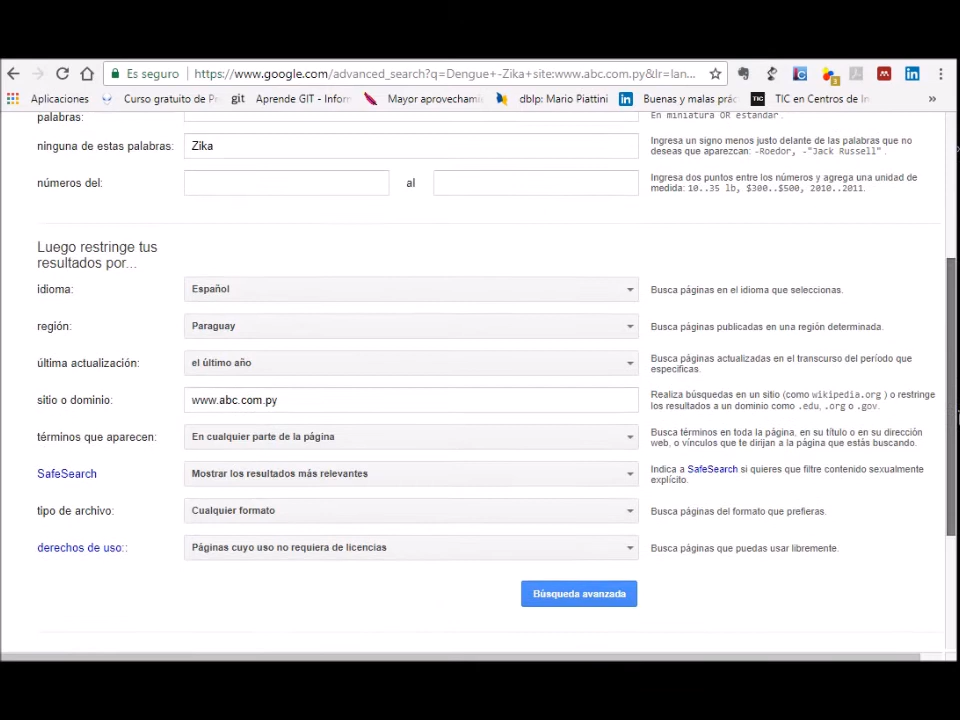 Es seguro https://www.google.com/advanced_search?q=Dengue+-Zika+site:www.abc.com.py&lr=lan...
Aplicaciones Curso gratuito de Pr git Aprende GIT - Inforn Mayor aprovechamie dblp: Mario Piattini Buenas y malas prác TIC TIC en Centros de In »
palabras: En miniatura OR estándar.
ninguna de estas palabras: Zika Ingresa un signo menos justo delante de las palabras que no
deseas que aparezcan: -Roedor, -"Jack Russell" .
números del: al Ingresa dos puntos entre los números y agrega una unidad de
medida: 10..35 lb, $300..$500, 2010..2011.
Luego restringe tus
resultados por...
idioma: Español Busca páginas en el idioma que seleccionas.
región: Paraguay Busca páginas publicadas en una región determinada.
última actualización: el último año Busca páginas actualizadas en el transcurso del período que
especificas.
sitio o dominio: www.abc.com.py Realiza búsquedas en un sitio (como wikipedia.org ) o restringe
los resultados a un dominio como .edu, .org o .gov.
términos que aparecen: En cualquier parte de la página Busca términos en toda la página, en su título o en su dirección
web, o vínculos que te dirijan a la página que estás buscando.
SafeSearch Mostrar los resultados más relevantes Indica a SafeSearch si quieres que filtre contenido sexualmente
explícito.
tipo de archivo: Cualquier formato Busca páginas del formato que prefieras.
derechos de uso:: Páginas cuyo uso no requiera de licencias Busca páginas que puedas usar libremente.
Búsqueda avanzada